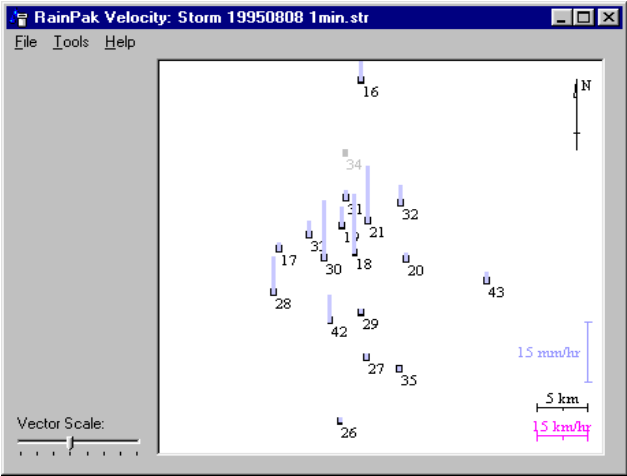 RainPak Velocity: Storm 19950808 1min.str
File Tools Help
16
N
34
31
32
19
21
33
17
30
18
20
28
43
42
29
15 mm/hr
27
35
5 km
15 km/hr
Vector Scale:
26